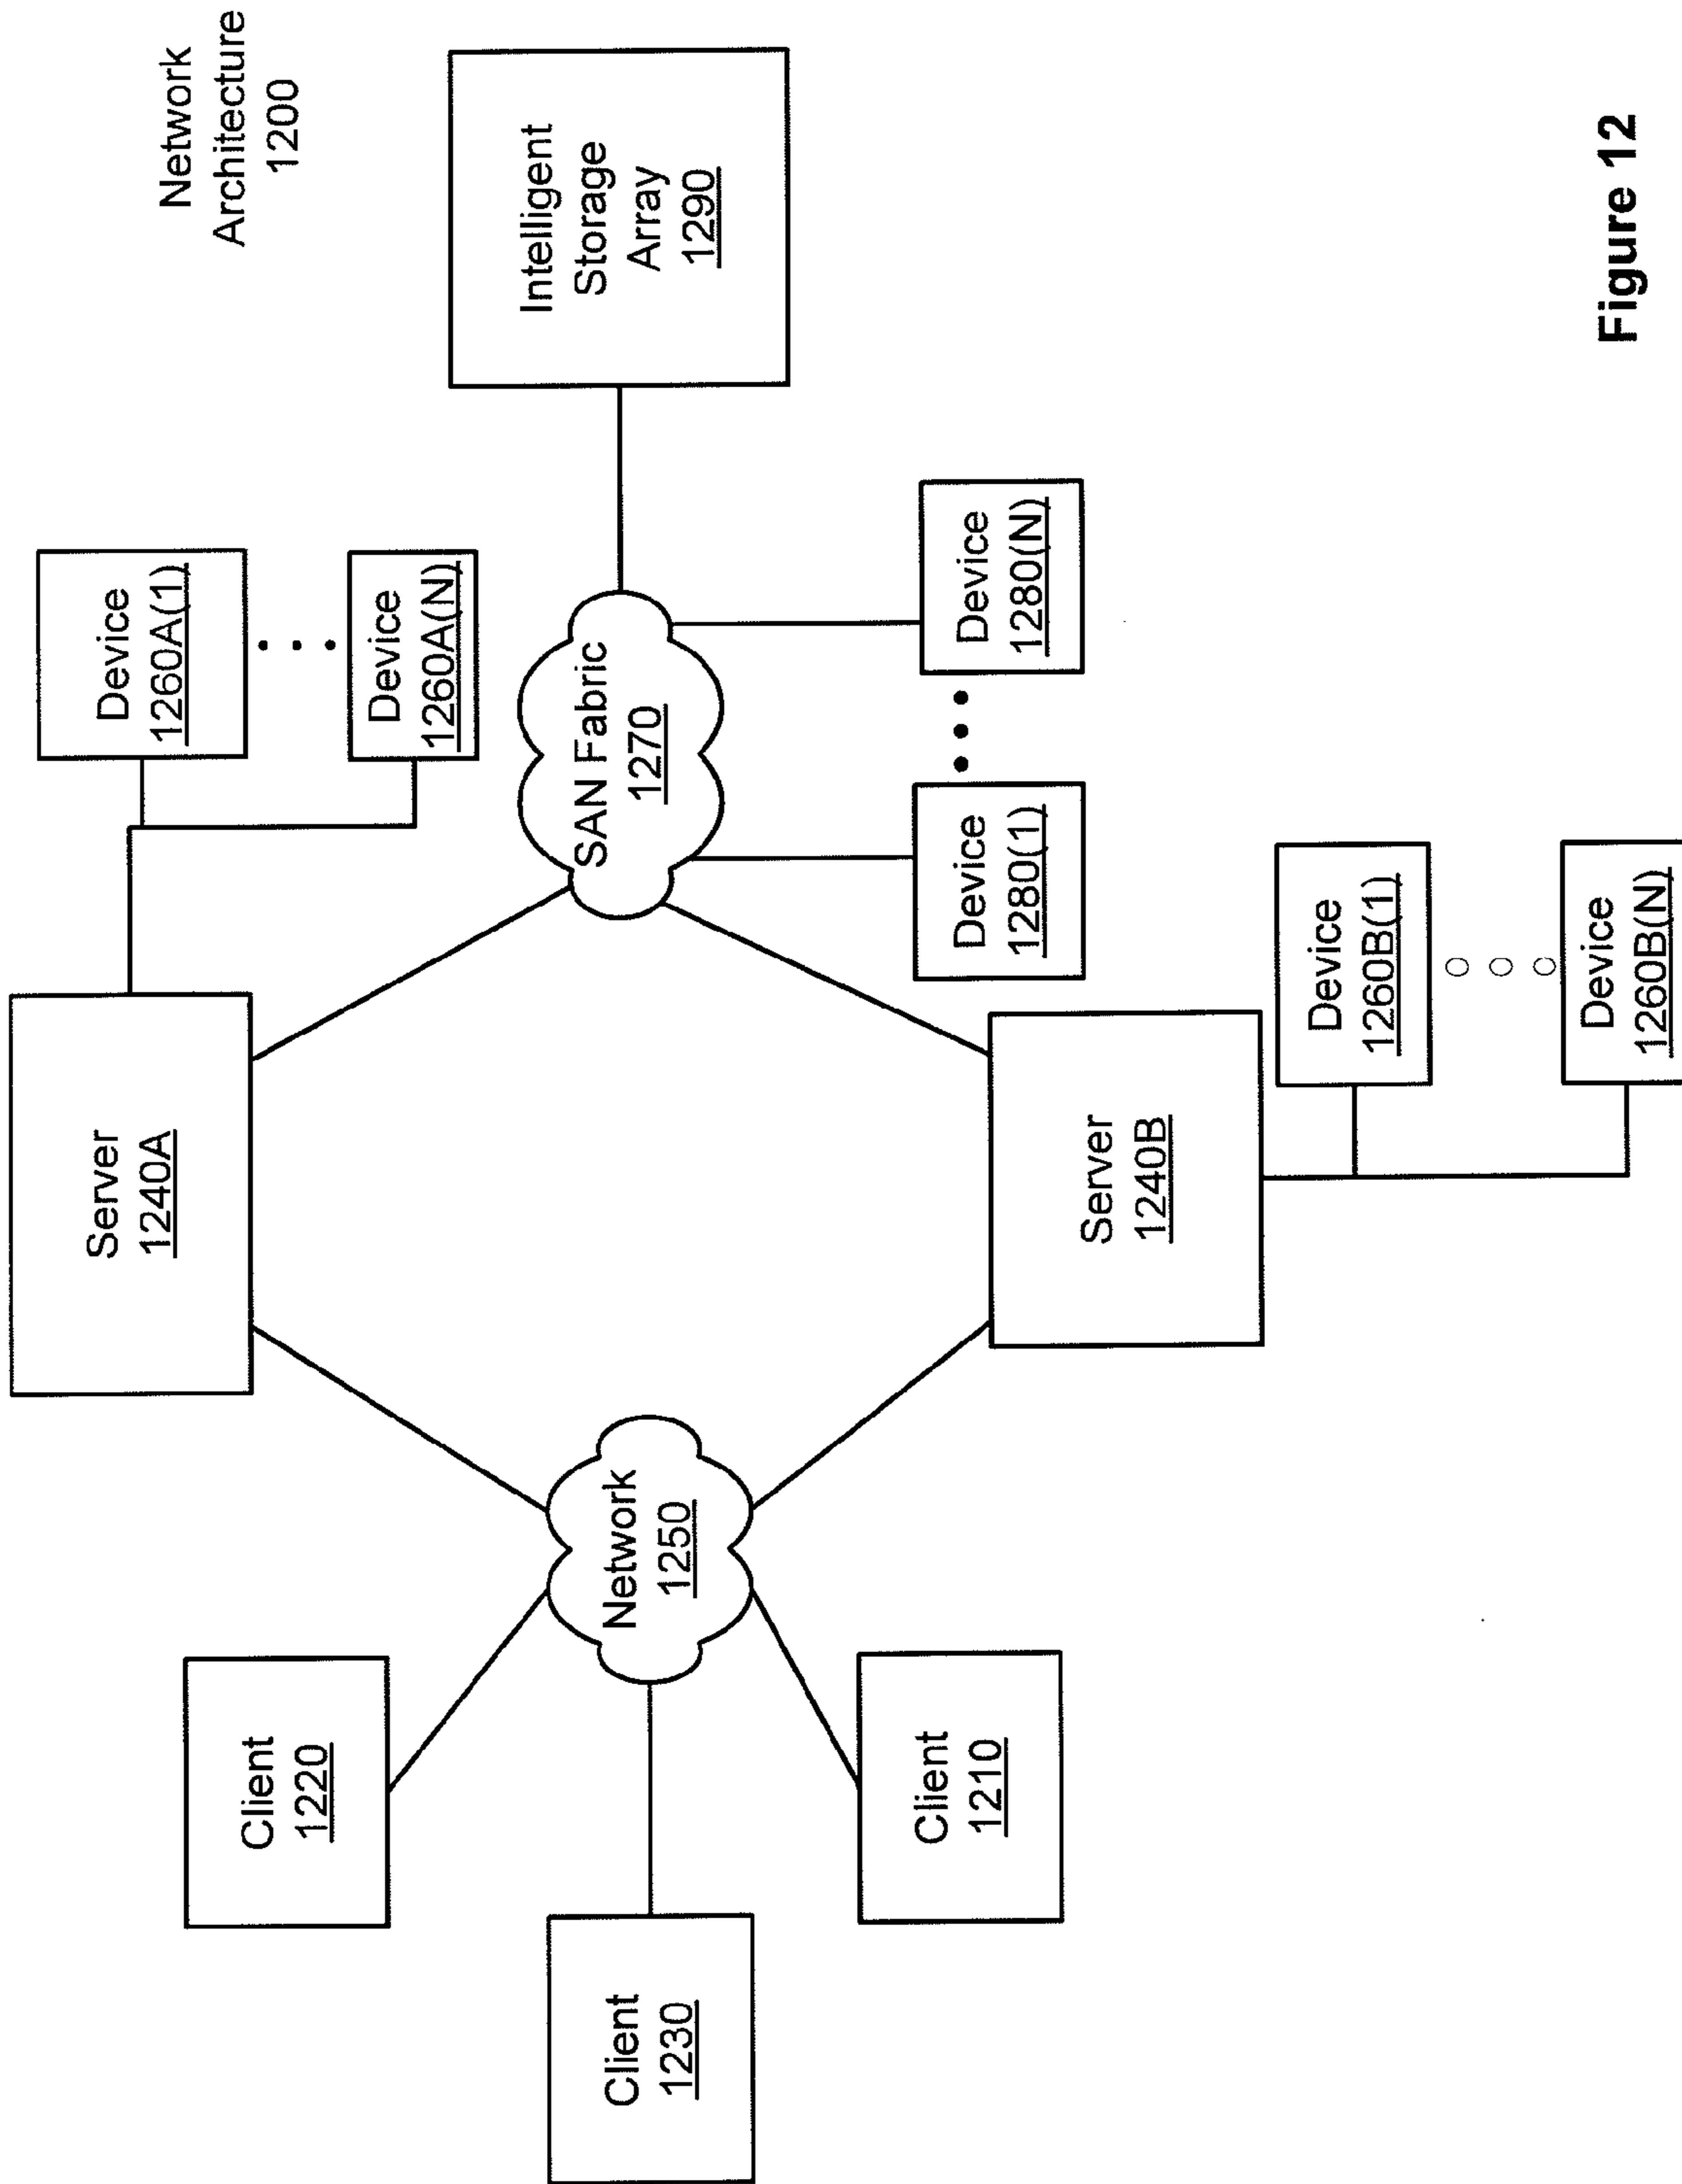 Network
Architecture
1200
Device
1260A(1)
Device
1260A(N)
Server
1240A
Client
1220
Intelligent
Storage
Array
1290
SAN Fabric
1270
Network
1250
Client
1230
Device
1280(1)
Device
1280(N)
Client
1210
Server
1240B
Device
1260B(1)
Device
1260B(N)
Figure 12